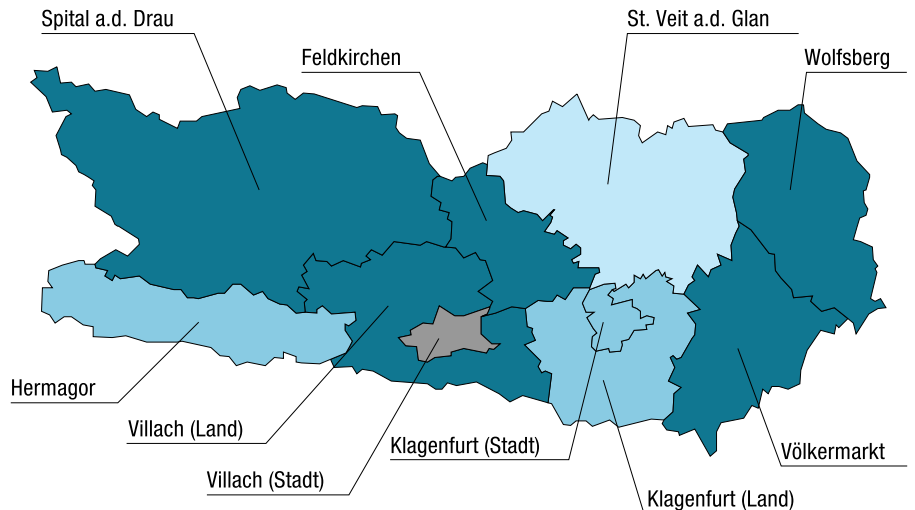 Spital a.d. Drau
St. Veit a.d. Glan
Feldkirchen
Wolfsberg
Hermagor
Villach (Land)
Klagenfurt (Stadt)
Völkermarkt
Villach (Stadt)
Klagenfurt (Land)